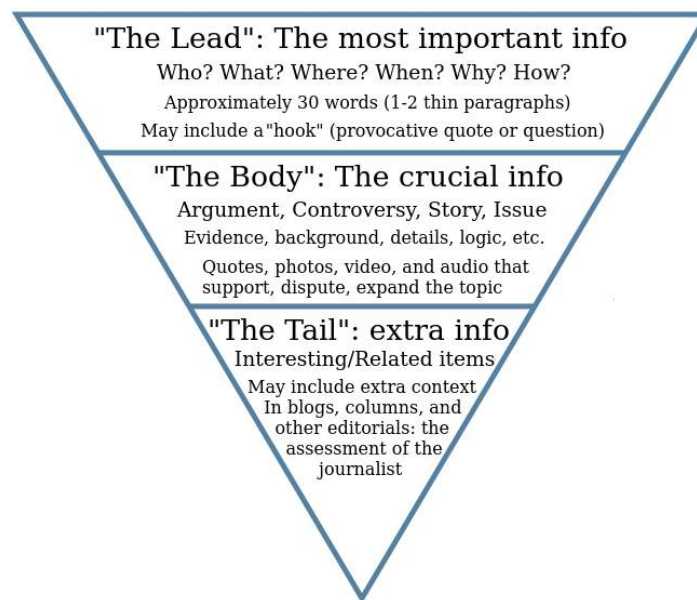 "The Lead": The most important info
Who? What? Where? When? Why? How?
Approximately 30 words (1-2 thin paragraphs)
May include a "hook" (provocative quote or question)
"The Body": The crucial info
Argument, Controversy, Story, Issue
Evidence, background, details, logic, etc.
Quotes, photos, video, and audio that
support, dispute, expand the topic
"The Tail": extra info
Interesting/Related items
May include extra context
In blogs, columns, and
other editorials: the
assessment of the
journalist